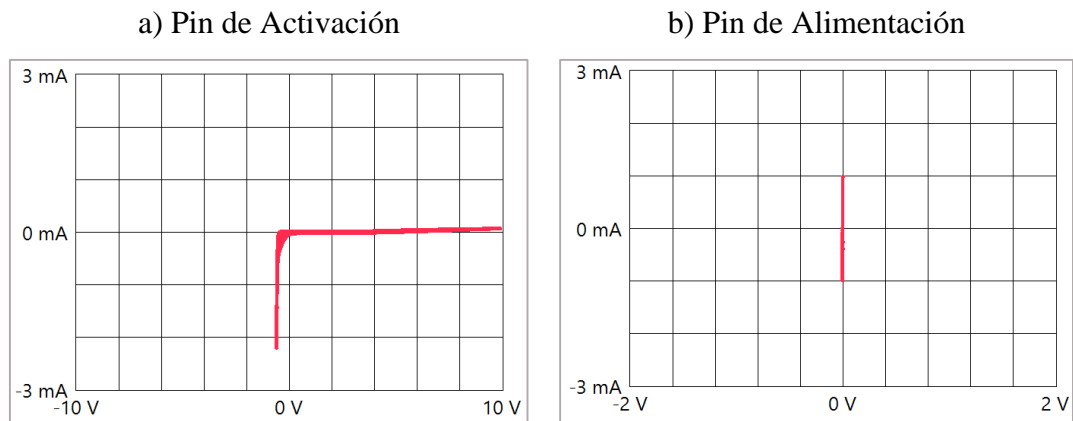 a) Pin de Activación
b) Pin de Alimentación
3 mA
0 mA
-3 mA
-10 V
0 V
10 V
3 mA
0 mA
-3 mA
-2 V
0 V
2 V